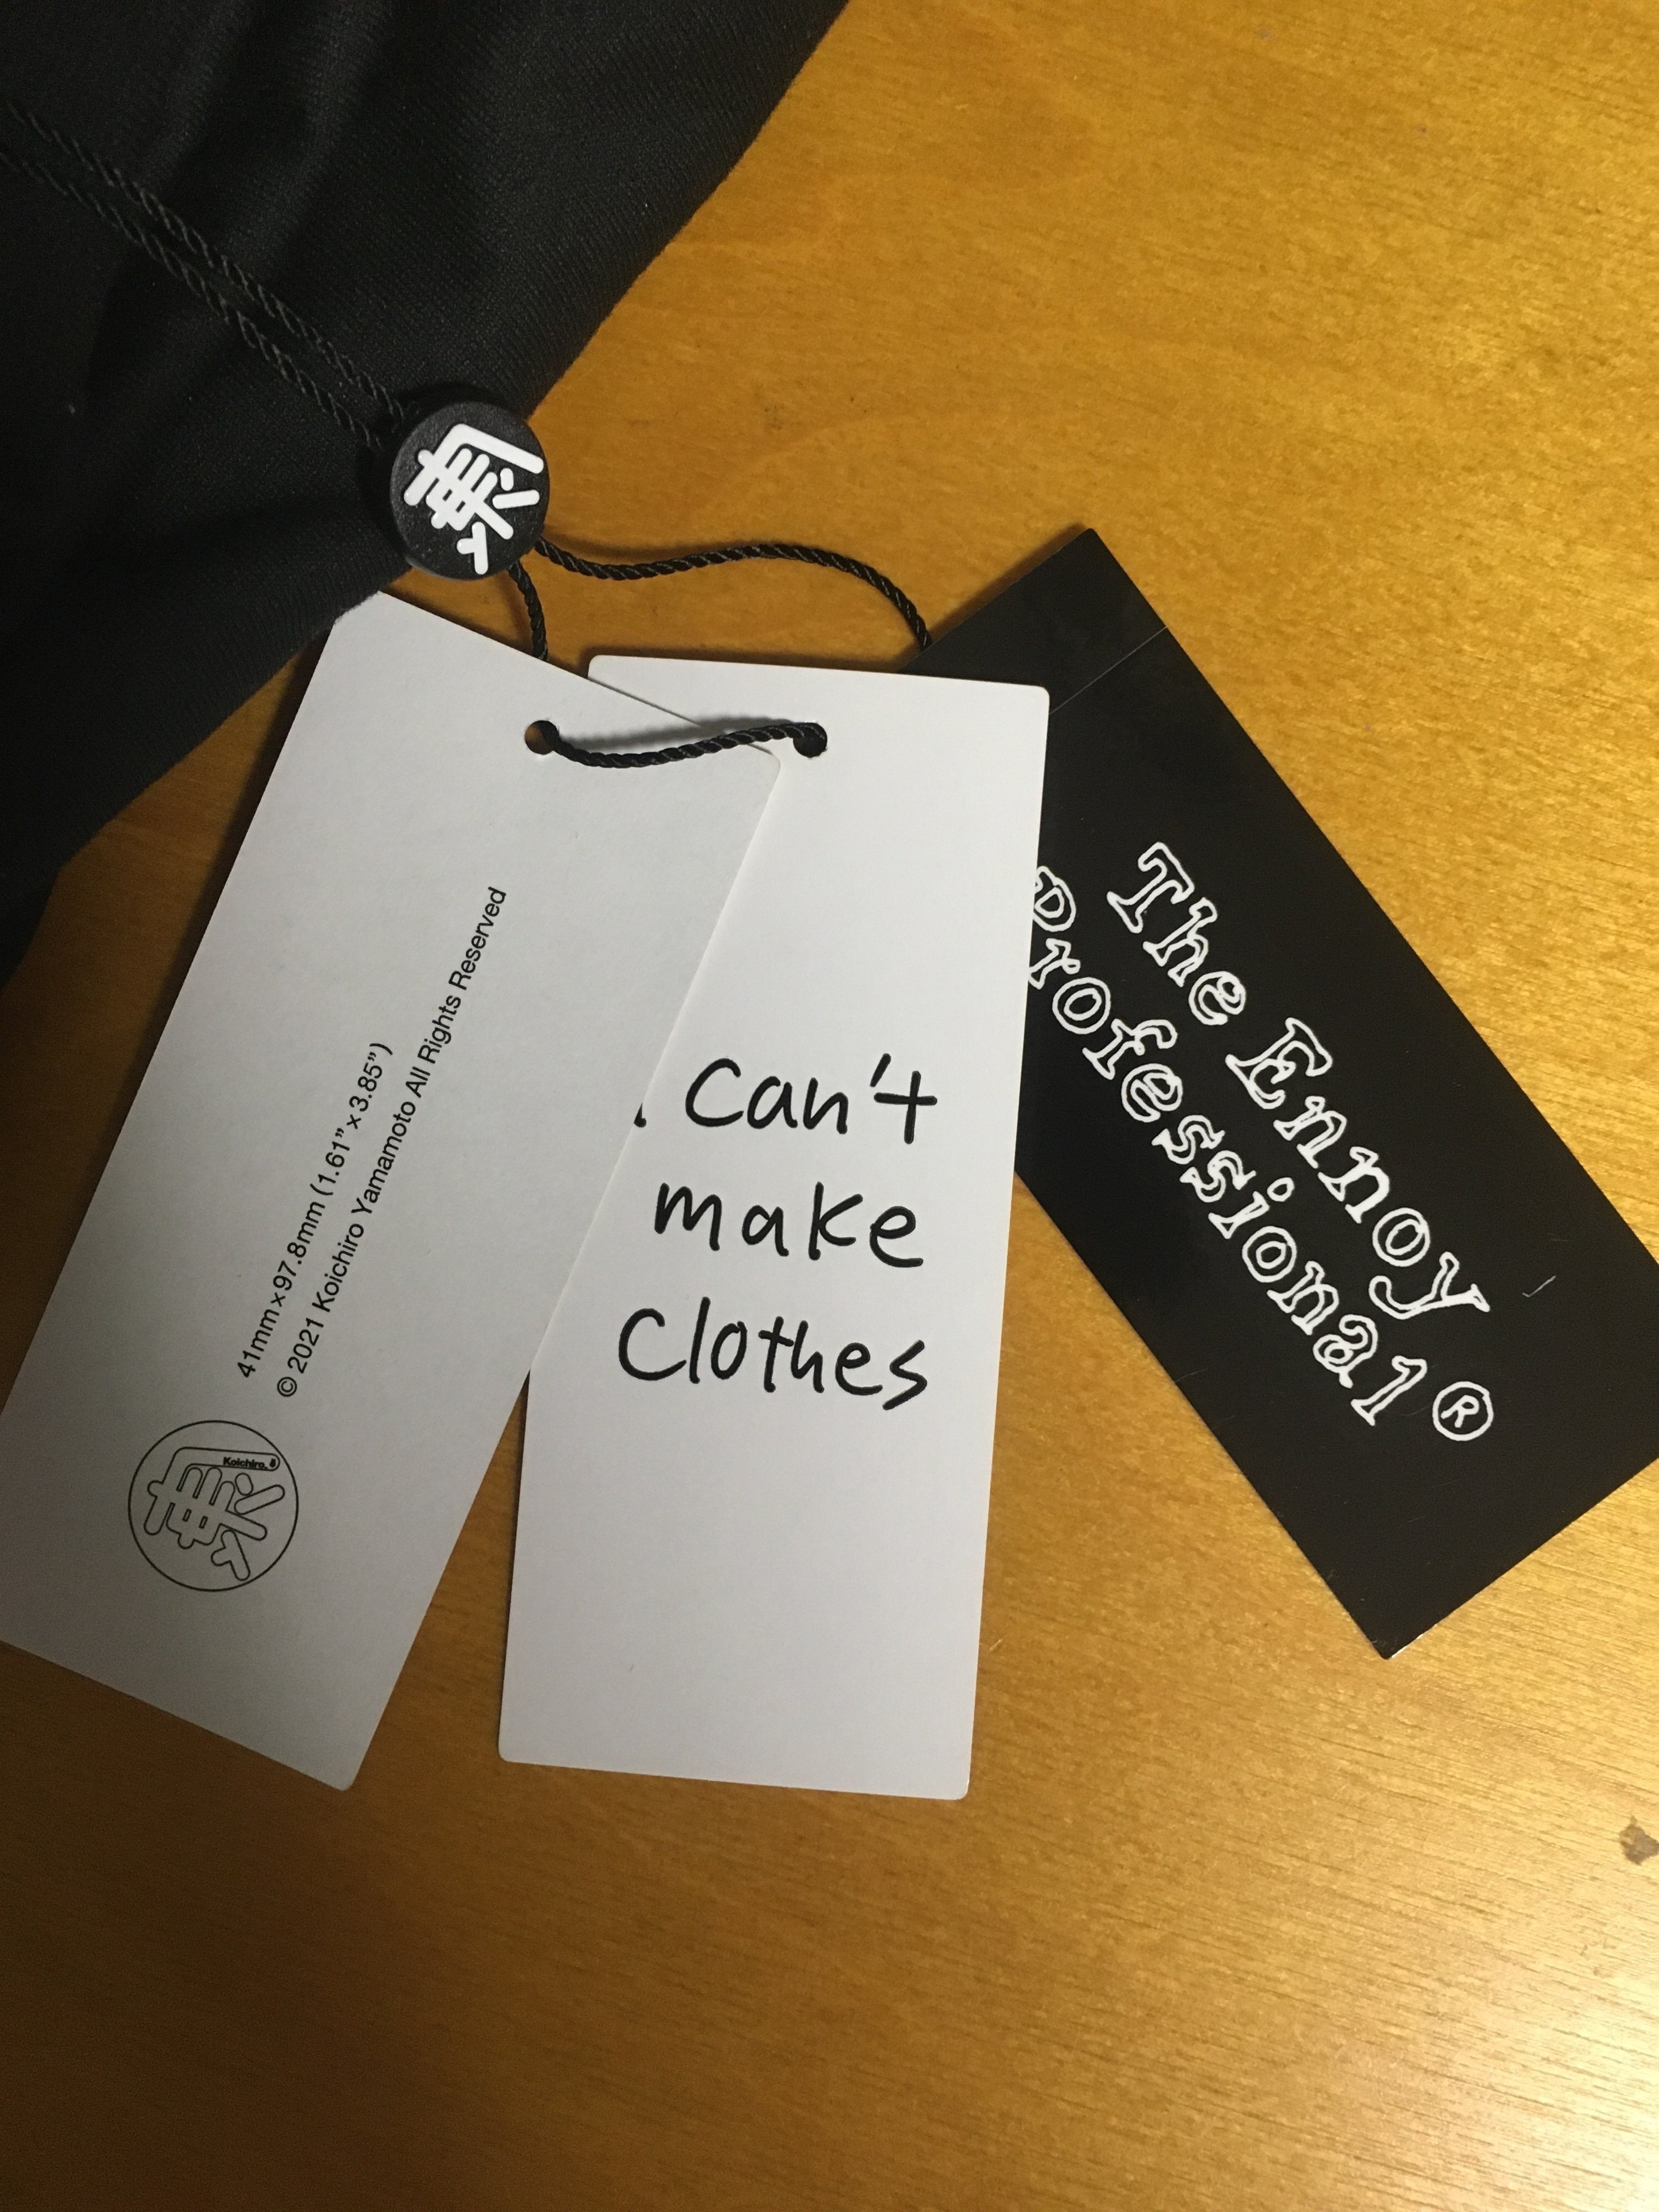 41mm×97.8mm (1.61”×3.85”)
© 2021 Koichiro Yamamoto All Rights Reserved
Koichiro.
Can't
make
Clothes
The Ennoy
Professional®